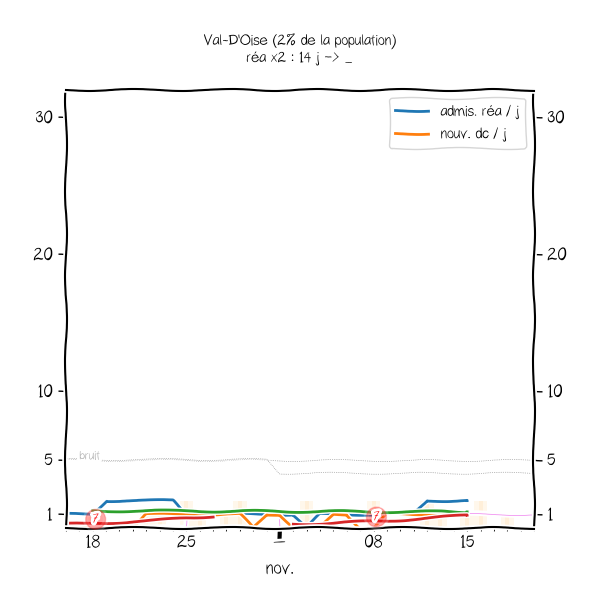 Val-D'Oise (2% de la population)
réa x2 : 14 j -> _
30
admis. réa / j
30
nouv. dc / j
20
20
10
10
5
bruit
5
1
?
?
1
18
25
1
08
15
nov.